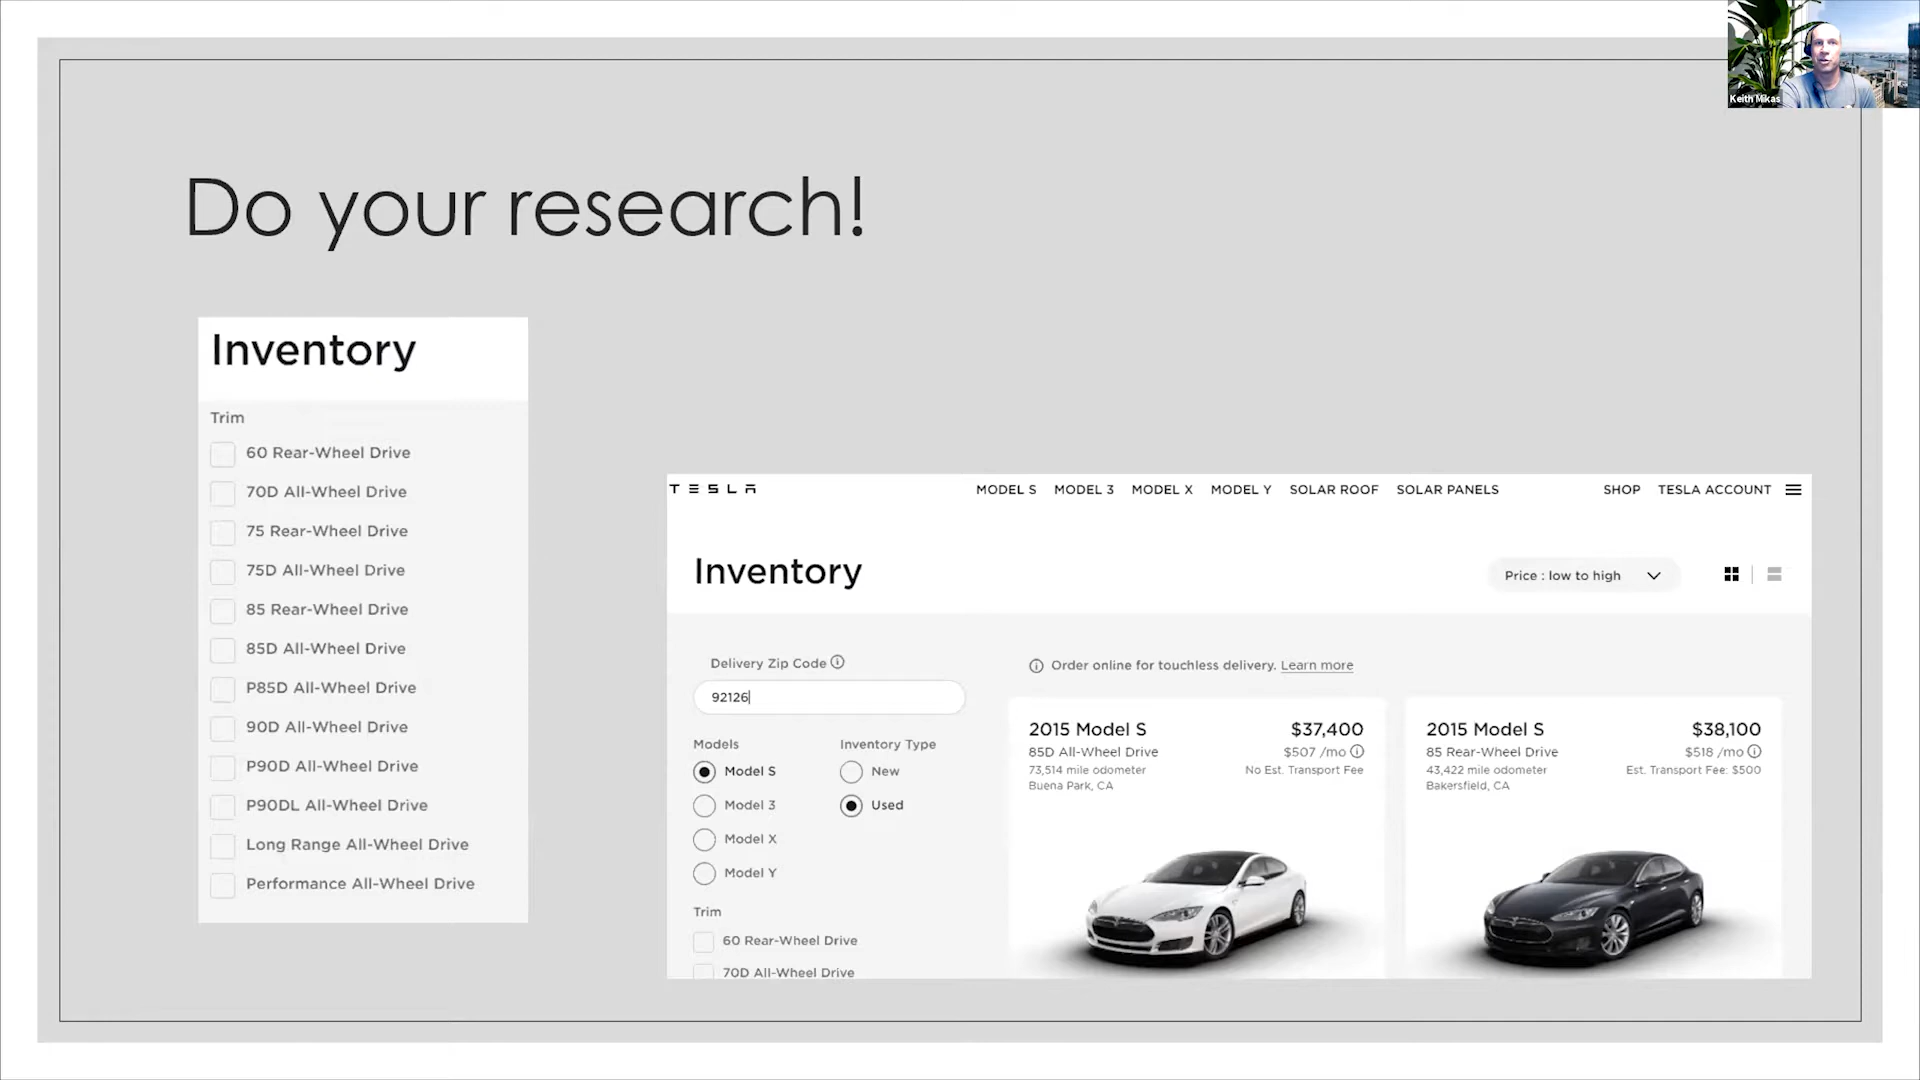 Keith Mikas
Do your research!
Inventory
Trim
60 Rear-Wheel Drive
70D All-Wheel Drive
75 Rear-Wheel Drive
75D All-Wheel Drive
85 Rear-Wheel Drive
85D All-Wheel Drive
P85D All-Wheel Drive
90D All-Wheel Drive
P90D All-Wheel Drive
P90DL All-Wheel Drive
Long Range All-Wheel Drive
Performance All-Wheel Drive
TESLA MODEL S MODEL 3 MODEL X MODEL Y SOLAR ROOF SOLAR PANELS SHOP TESLA ACCOUNT
Inventory
Price : low to high
Delivery Zip Code
92126
Models
Model S
Model 3
Model X
Model Y
Inventory Type
New
Used
Trim
60 Rear-Wheel Drive
70D All-Wheel Drive
Order online for touchless delivery. Learn more
2015 Model S $37,400
85D All-Wheel Drive $507 /mo
73,514 mile odometer No Est. Transport Fee
Buena Park, CA
2015 Model S $38,100
85 Rear-Wheel Drive $518 /mo
43,422 mile odometer Est. Transport Fee: $500
Bakersfield, CA